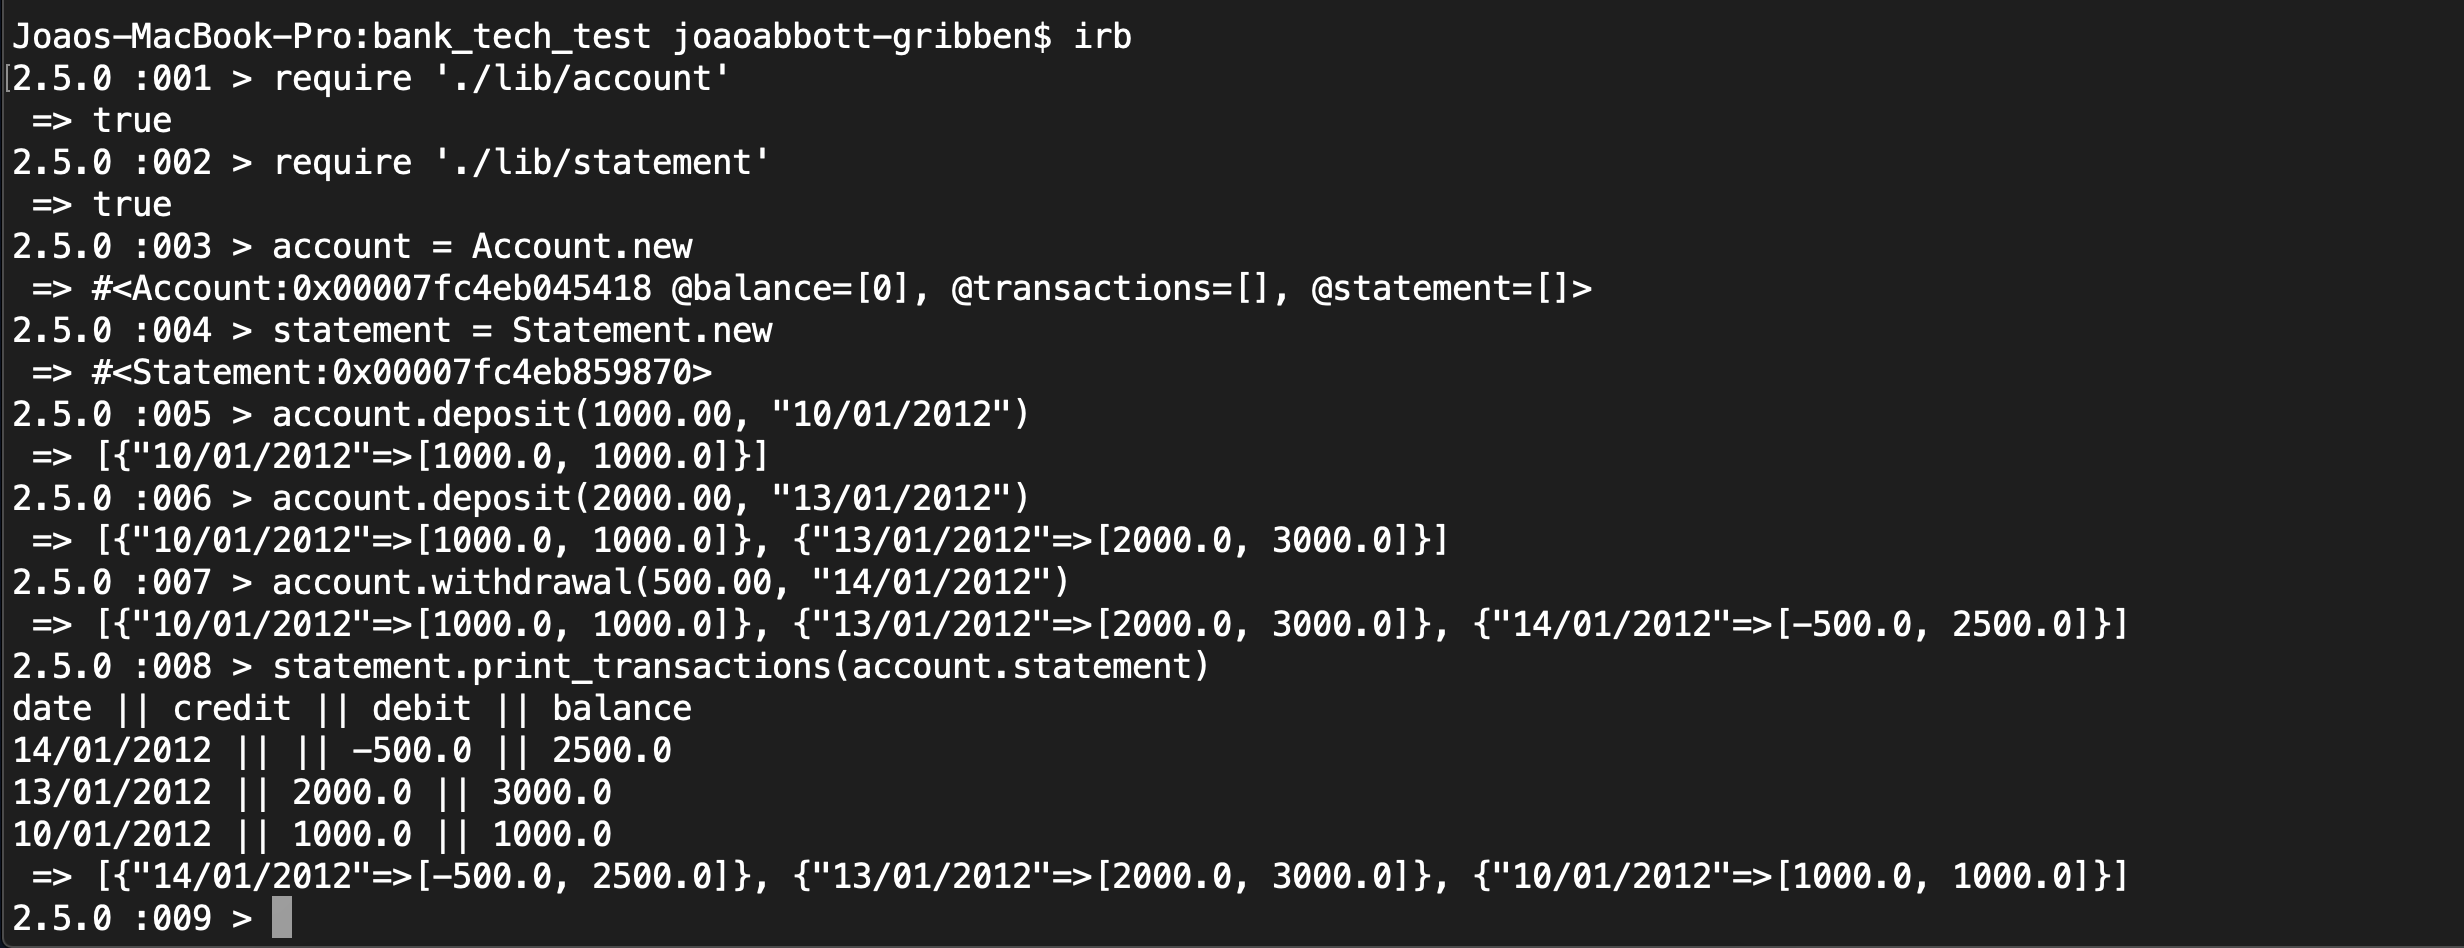 Joaos-MacBook-Pro:bank_tech_test joaoabbott-gribben$ irb
[2.5.0 :001 > require './lib/account'
 => true
2.5.0 :002 > require './lib/statement'
 => true
2.5.0 :003 > account = Account.new
 => #<Account:0x00007fc4eb045418 @balance=[0], @transactions=[], @statement=[]>
2.5.0 :004 > statement = Statement.new
 => #<Statement:0x00007fc4eb859870>
2.5.0 :005 > account.deposit(1000.00, "10/01/2012")
 => [{"10/01/2012"=>[1000.0, 1000.0]}]
2.5.0 :006 > account.deposit(2000.00, "13/01/2012")
 => [{"10/01/2012"=>[1000.0, 1000.0]}, {"13/01/2012"=>[2000.0, 3000.0]}]
2.5.0 :007 > account.withdrawal(500.00, "14/01/2012")
 => [{"10/01/2012"=>[1000.0, 1000.0]}, {"13/01/2012"=>[2000.0, 3000.0]}, {"14/01/2012"=>[-500.0, 2500.0]}]
2.5.0 :008 > statement.print_transactions(account.statement)
date || credit || debit || balance
14/01/2012 || || -500.0 || 2500.0
13/01/2012 || 2000.0 || 3000.0
10/01/2012 || 1000.0 || 1000.0
 => [{"14/01/2012"=>[-500.0, 2500.0]}, {"13/01/2012"=>[2000.0, 3000.0]}, {"10/01/2012"=>[1000.0, 1000.0]}]
2.5.0 :009 >